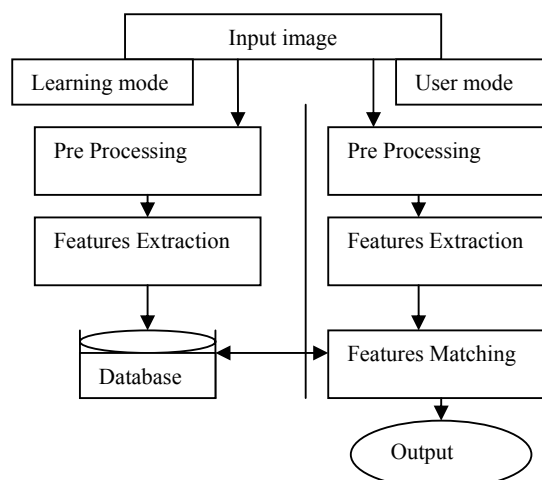 Input image
Learning mode
User mode
Pre Processing
Pre Processing
Features Extraction
Features Extraction
Database
Features Matching
Output